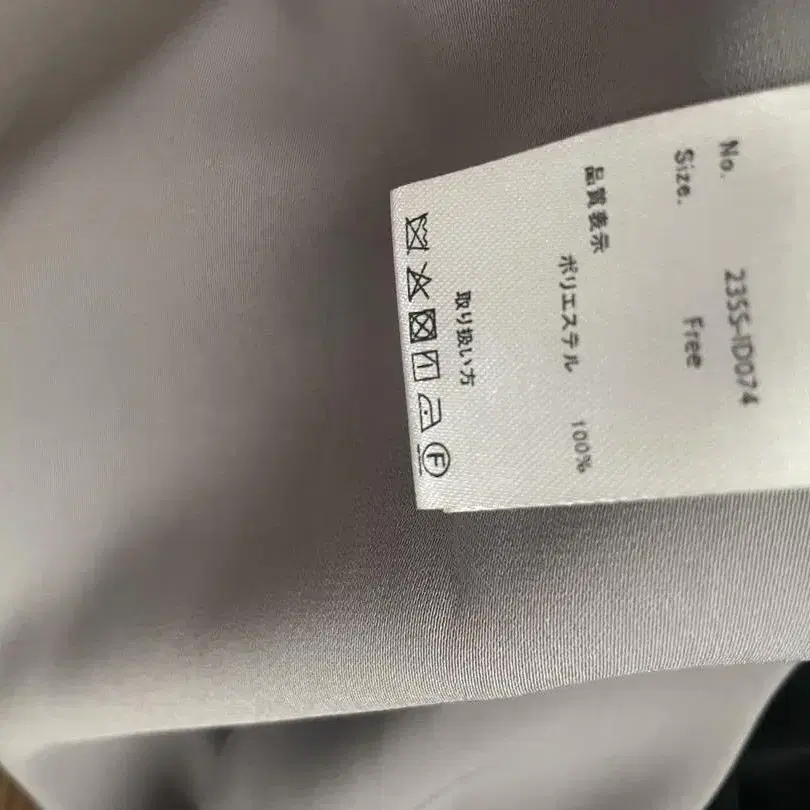 No. 23SS-ID074
Size. Free
品質表示
ポリエステル 100%
取り扱い方
F